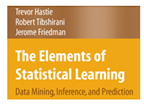 Trevor Hastie
Robert Tibshirani
Jerome Friedman
The Elements of
Statistical Learning
Data Mining, Inference, and Prediction